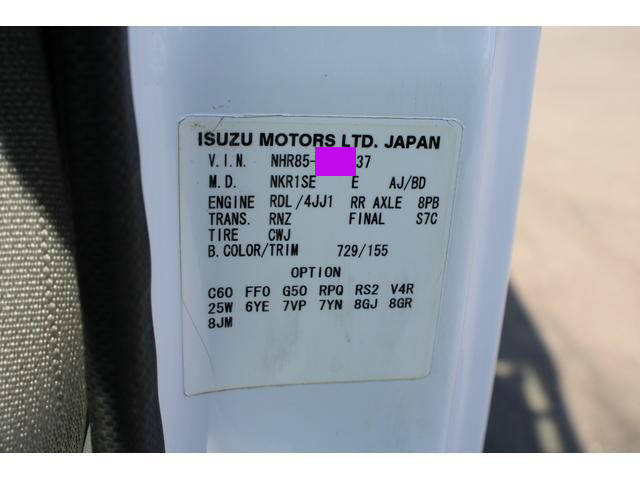 ISUZU MOTORS LTD. JAPAN
V.I.N. NHR85- 37
M.D. NKR1SE E AJ/BD
ENGINE RDL/4JJ1 RR AXLE 8PB
TRANS. RNZ FINAL S7C
TIRE CWJ
B.COLOR/TRIM 729/155
OPTION
C60 FF0 G50 RPQ RS2 V4R
25W 6YE 7VP 7YN 8GJ 8GR
8JM